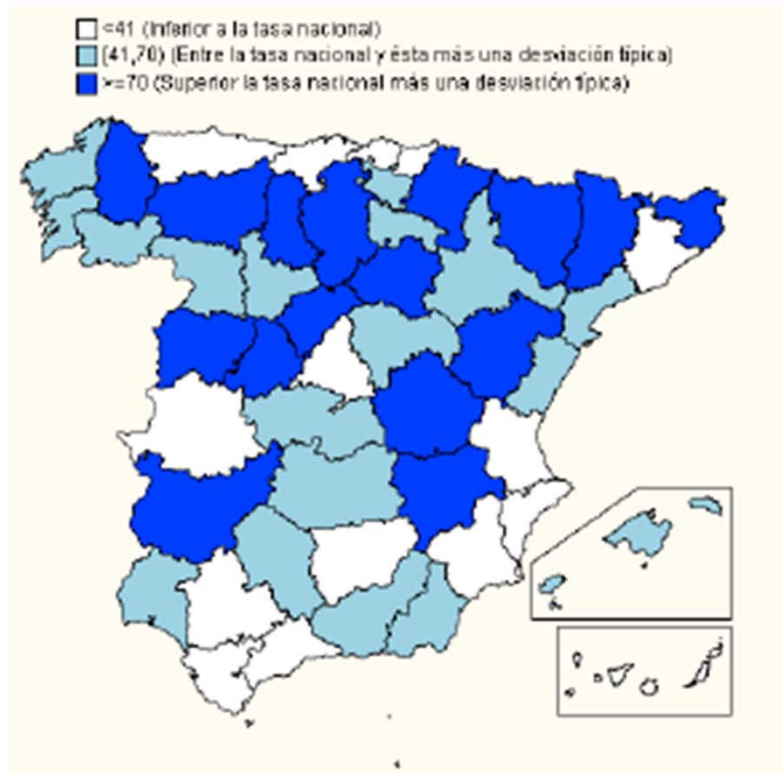 <41 (Inferior a la tasa nacional)
[41,70) (Entre la tasa nacional y ésta más una desviación típica)
>=70 (Superior la tasa nacional más una desviación típica)